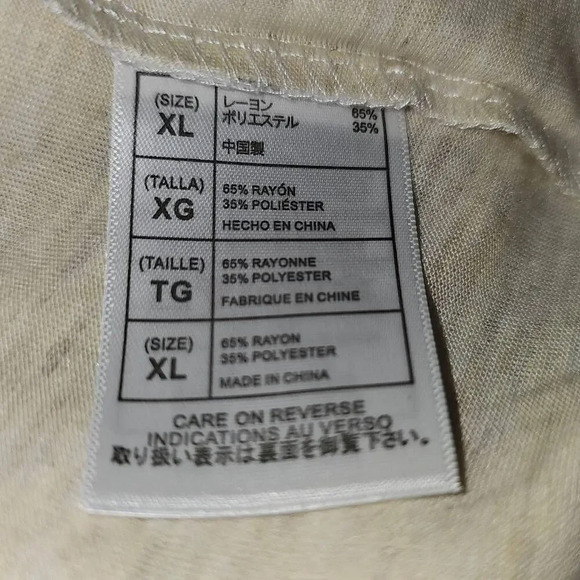 (SIZE)
XL
レーヨン 65%
ポリエステル 35%
中国製
(TALLA)
XG
65% RAYÓN
35% POLIÉSTER
HECHO EN CHINA
(TAILLE)
TG
65% RAYONNE
35% POLYESTER
FABRIQUE EN CHINE
(SIZE)
XL
65% RAYON
35% POLYESTER
MADE IN CHINA
CARE ON REVERSE
INDICATIONS AU VERSO
取り扱い表示は裏面を御覧下さい。